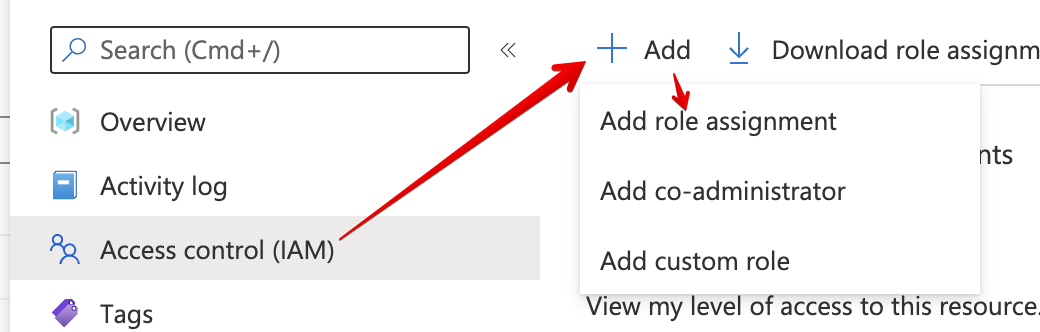 Search (Cmd+/)
«
Add
Download role assignm
Overview
Add role assignment
nts
Activity log
Add co-administrator
Access control (IAM)
Add custom role
Tags
View my level of access to this resource.